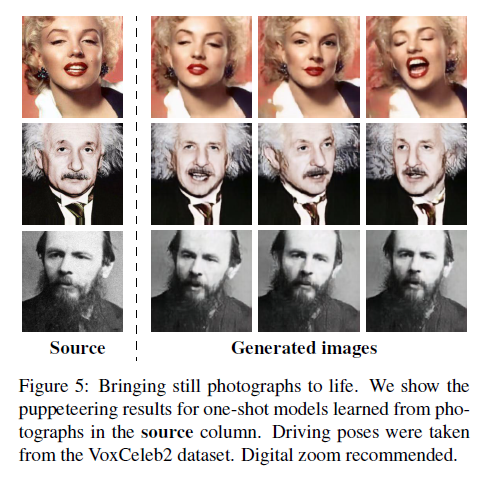 Source
Generated images
Figure 5: Bringing still photographs to life. We show the
puppeteering results for one-shot models learned from pho-
tographs in the source column. Driving poses were taken
from the VoxCeleb2 dataset. Digital zoom recommended.